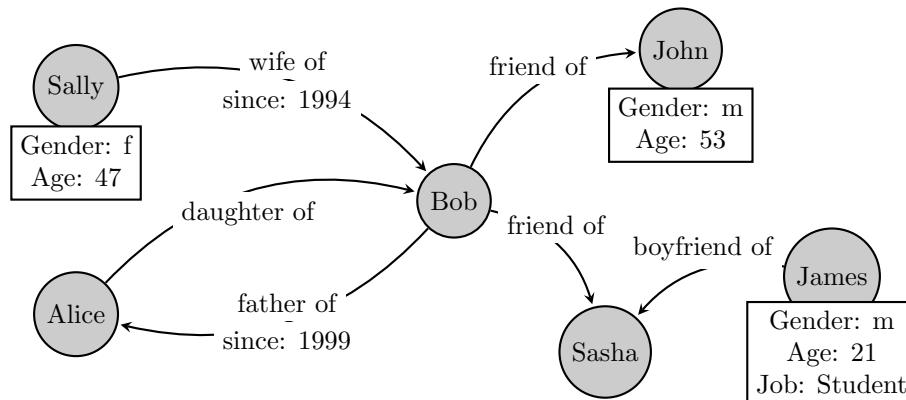 Sally
Gender: f
Age: 47
wife of
since: 1994
friend of
John
Gender: m
Age: 53
daughter of
Bob
friend of
boyfriend of
James
Gender: m
Age: 21
Job: Student
Alice
father of
since: 1999
Sasha